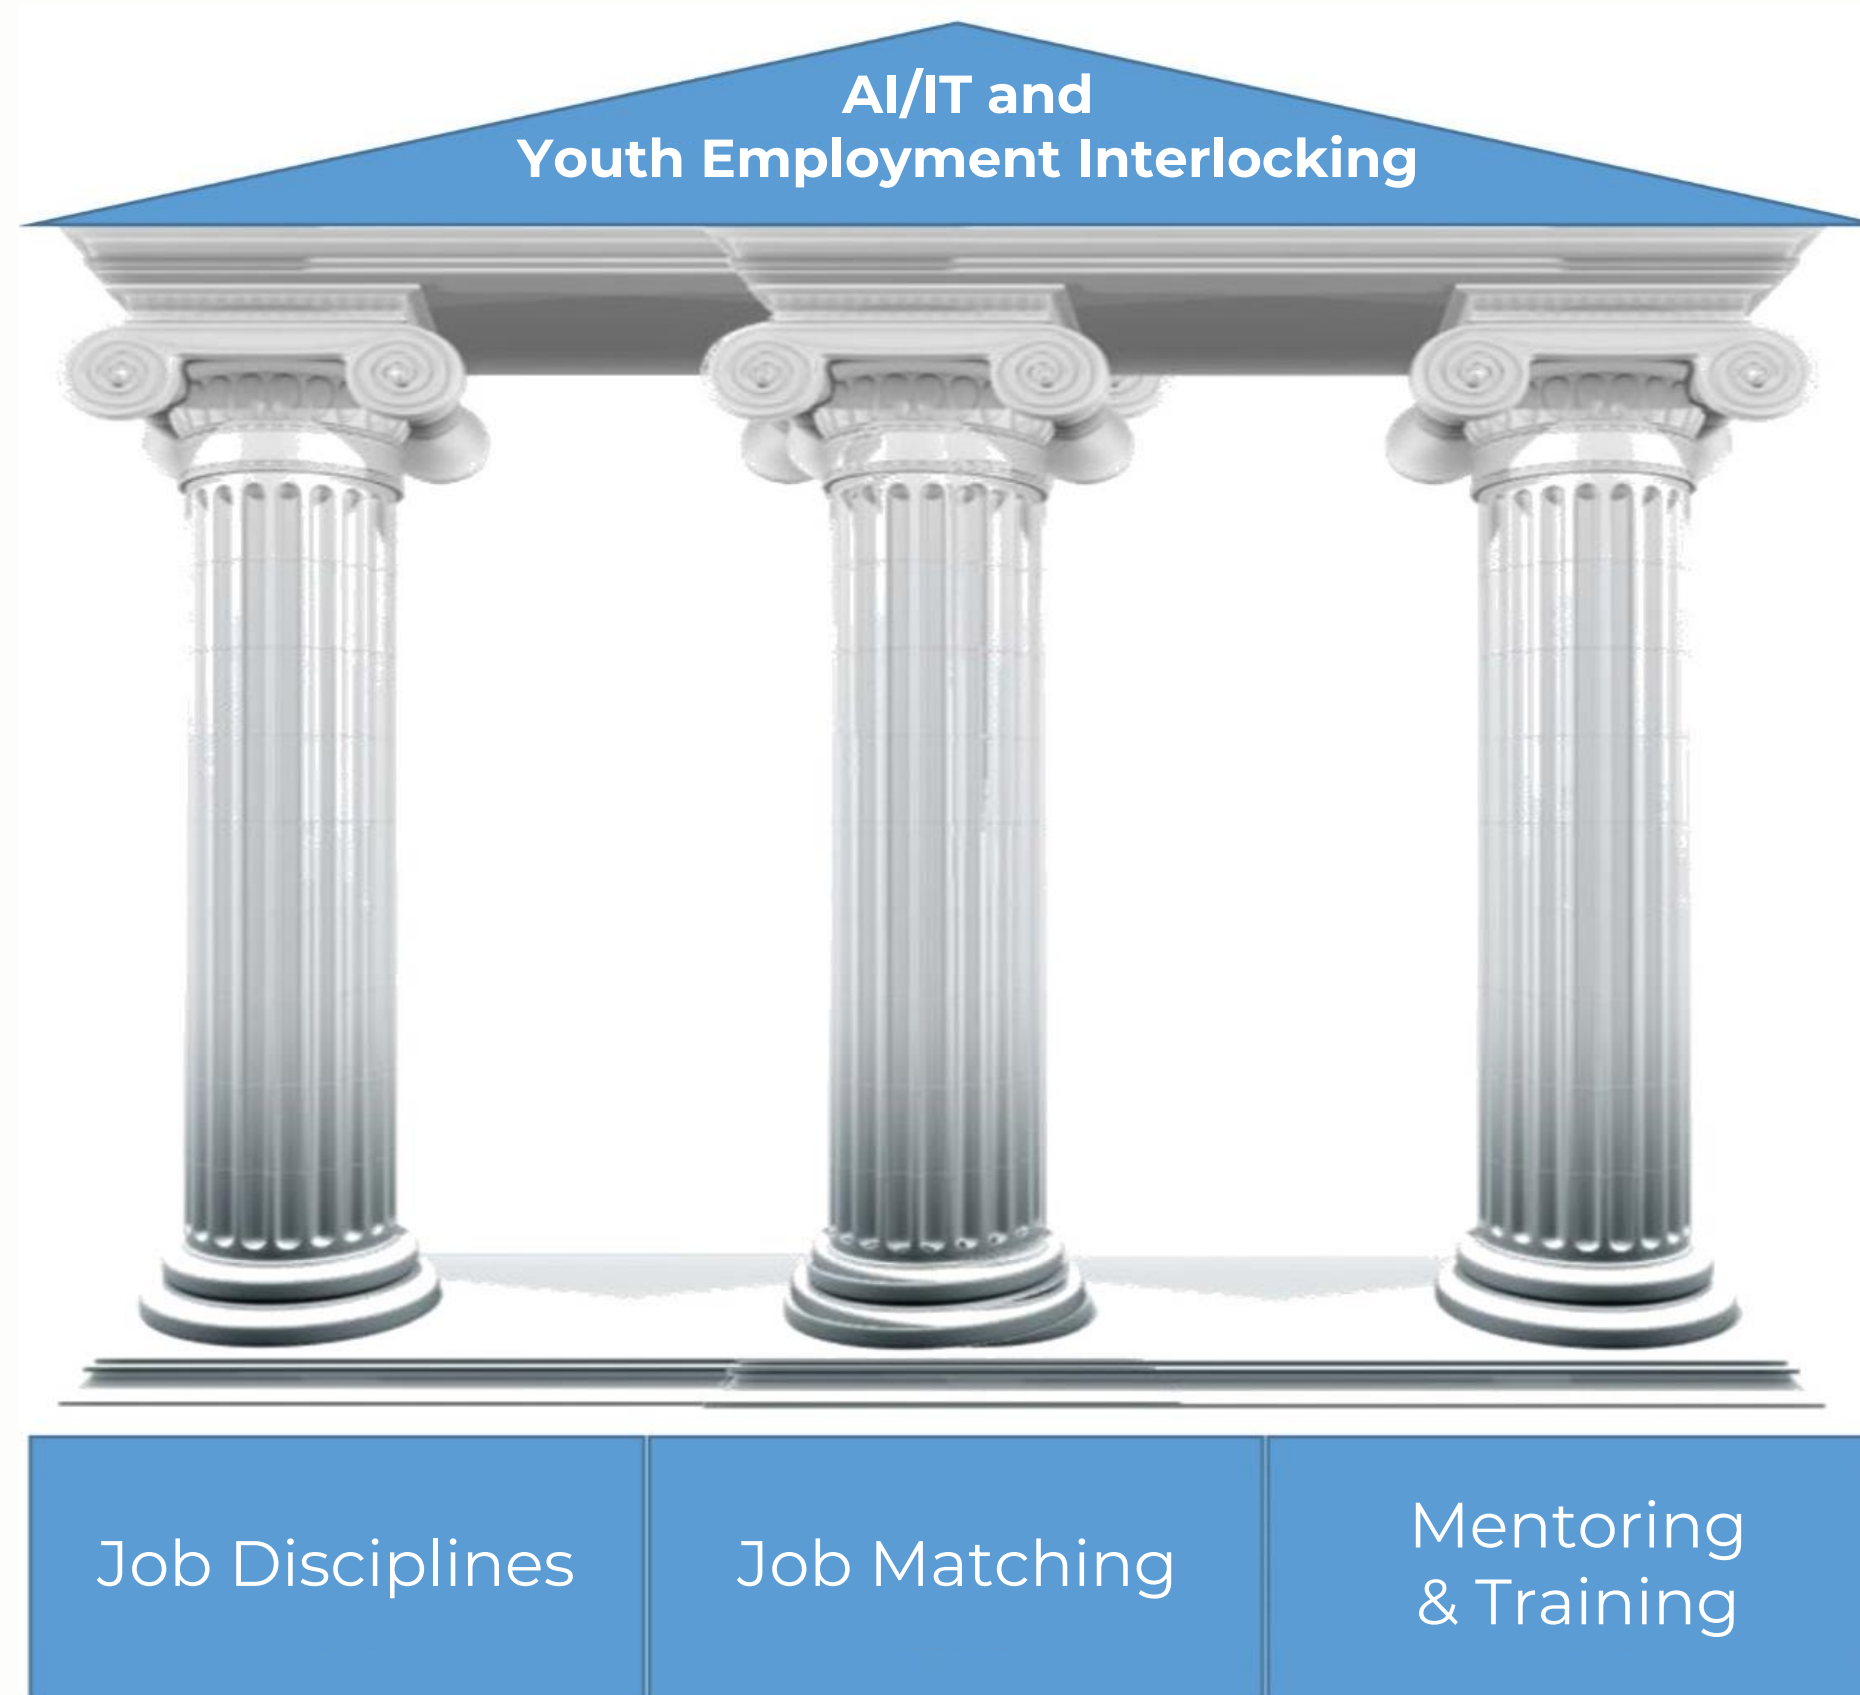 AI/IT and
Youth Employment Interlocking
Job Disciplines
Job Matching
Mentoring
& Training